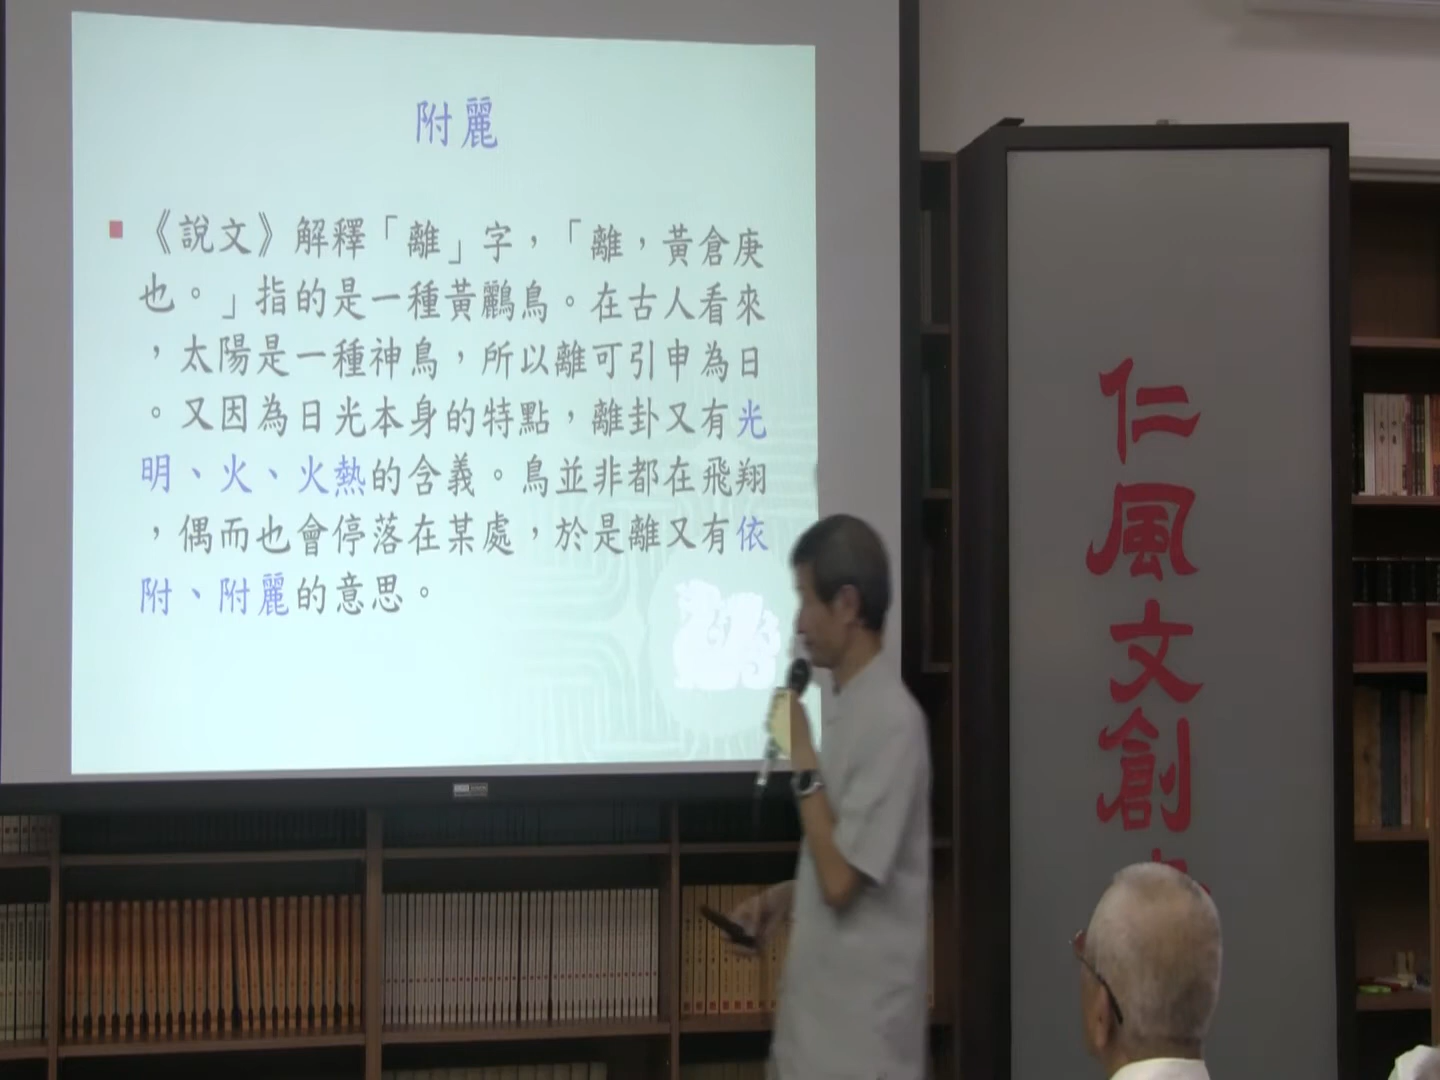 附麗
《說文》解釋「離」字，「離，黃倉庚
也。」指的是一種黃鸝鳥。在古人看來
，太陽是一種神鳥，所以離可引申為日
。又因為日光本身的特點，離卦又有光
明、火、火熱的含義。鳥並非都在飛翔
，偶而也會停落在某處，於是離又有依
附、附麗的意思。
仁風文創